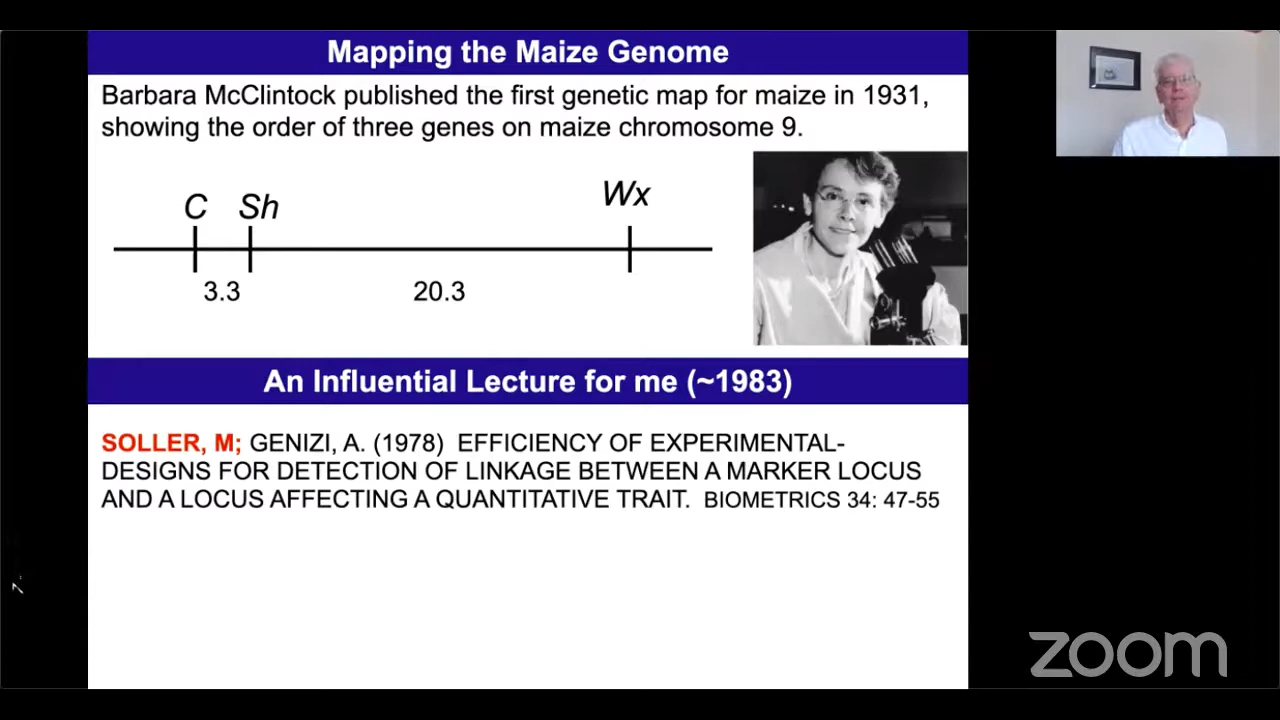 Mapping the Maize Genome
Barbara McClintock published the first genetic map for maize in 1931,
showing the order of three genes on maize chromosome 9.
C Sh Wx
3.3 20.3
An Influential Lecture for me (~1983)
SOLLER, M; GENIZI, A. (1978) EFFICIENCY OF EXPERIMENTAL-
DESIGNS FOR DETECTION OF LINKAGE BETWEEN A MARKER LOCUS
AND A LOCUS AFFECTING A QUANTITATIVE TRAIT. BIOMETRICS 34: 47-55
zoom